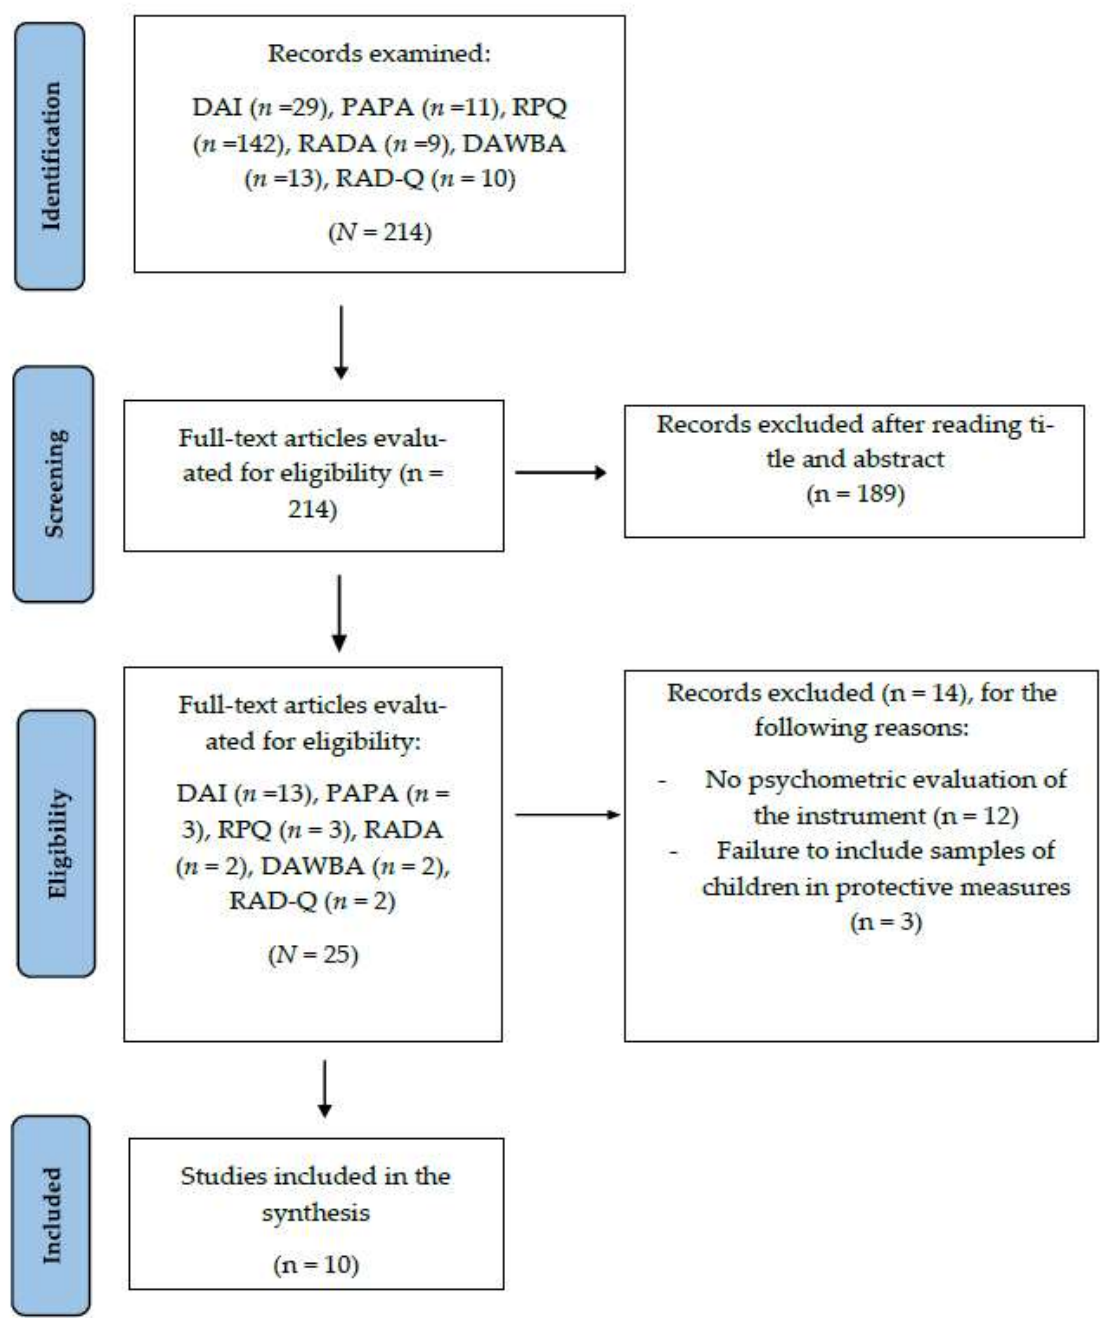 Identification
Records examined:
DAI (n =29), PAPA (n =11), RPQ
(n =142), RADA (n =9), DAWBA
(n =13), RAD-Q (n = 10)
(N = 214)
Screening
Full-text articles evalu-
ated for eligibility (n =
214)
Records excluded after reading ti-
tle and abstract
(n = 189)
Eligibility
Full-text articles evalu-
ated for eligibility:
DAI (n =13), PAPA (n =
3), RPQ (n = 3), RADA
(n = 2), DAWBA (n = 2),
RAD-Q (n = 2)
(N = 25)
Records excluded (n = 14), for the
following reasons:
- No psychometric evaluation of
the instrument (n = 12)
- Failure to include samples of
children in protective measures
(n = 3)
Included
Studies included in the
synthesis
(n = 10)